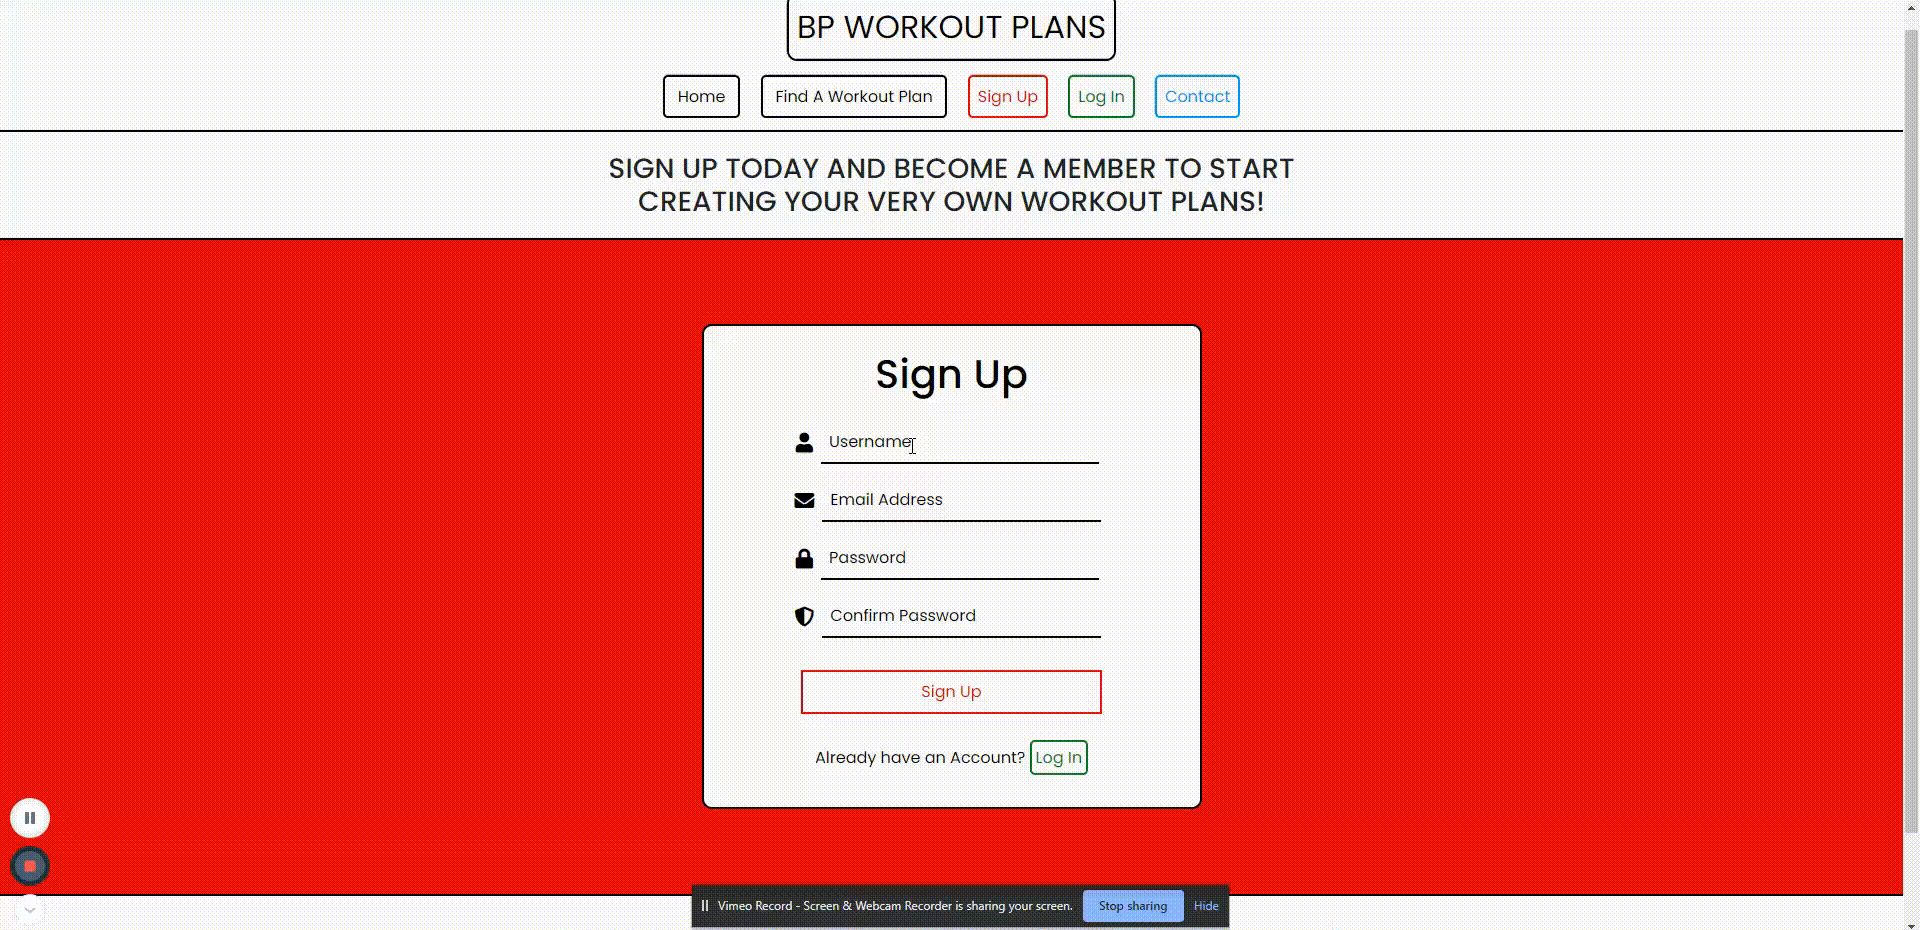 BP WORKOUT PLANS
Home Find A Workout Plan Sign Up Log In Contact
SIGN UP TODAY AND BECOME A MEMBER TO START
CREATING YOUR VERY OWN WORKOUT PLANS!
Sign Up
Username
Email Address
Password
Confirm Password
Sign Up
Already have an Account? Log In
Vimeo Record - Screen & Webcam Recorder is sharing your screen. Stop sharing Hide